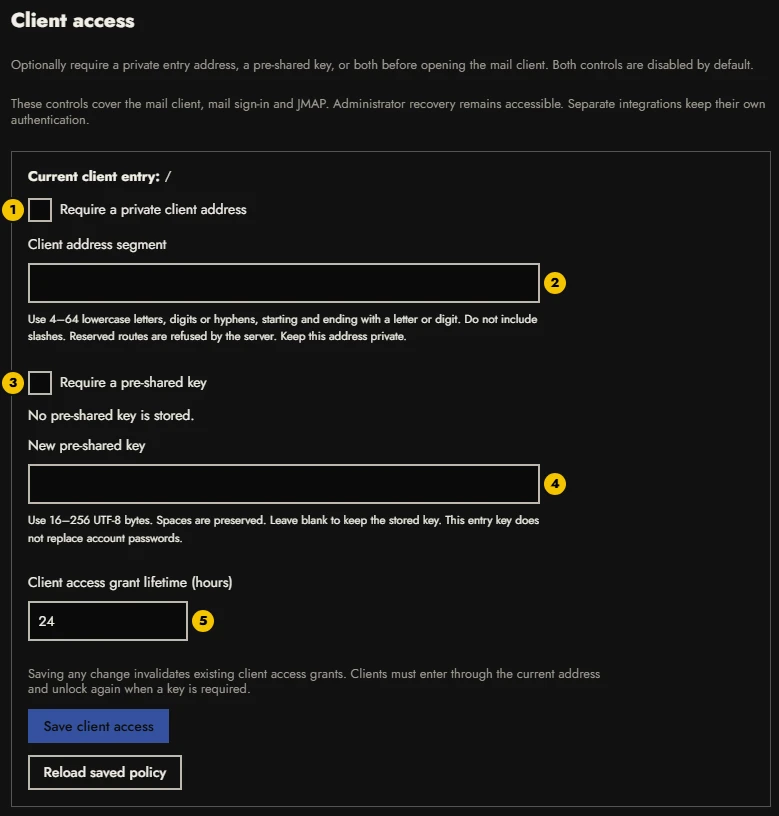 Client access
Optionally require a private entry address, a pre-shared key, or both before opening the mail client. Both controls are disabled by default.
These controls cover the mail client, mail sign-in and JMAP. Administrator recovery remains accessible. Separate integrations keep their own
authentication.
Current client entry: /
1 Require a private client address
Client address segment
2
Use 4–64 lowercase letters, digits or hyphens, starting and ending with a letter or digit. Do not include
slashes. Reserved routes are refused by the server. Keep this address private.
3 Require a pre-shared key
No pre-shared key is stored.
New pre-shared key
4
Use 16–256 UTF-8 bytes. Spaces are preserved. Leave blank to keep the stored key. This entry key does
not replace account passwords.
Client access grant lifetime (hours)
24 5
Saving any change invalidates existing client access grants. Clients must enter through the current address
and unlock again when a key is required.
Save client access
Reload saved policy